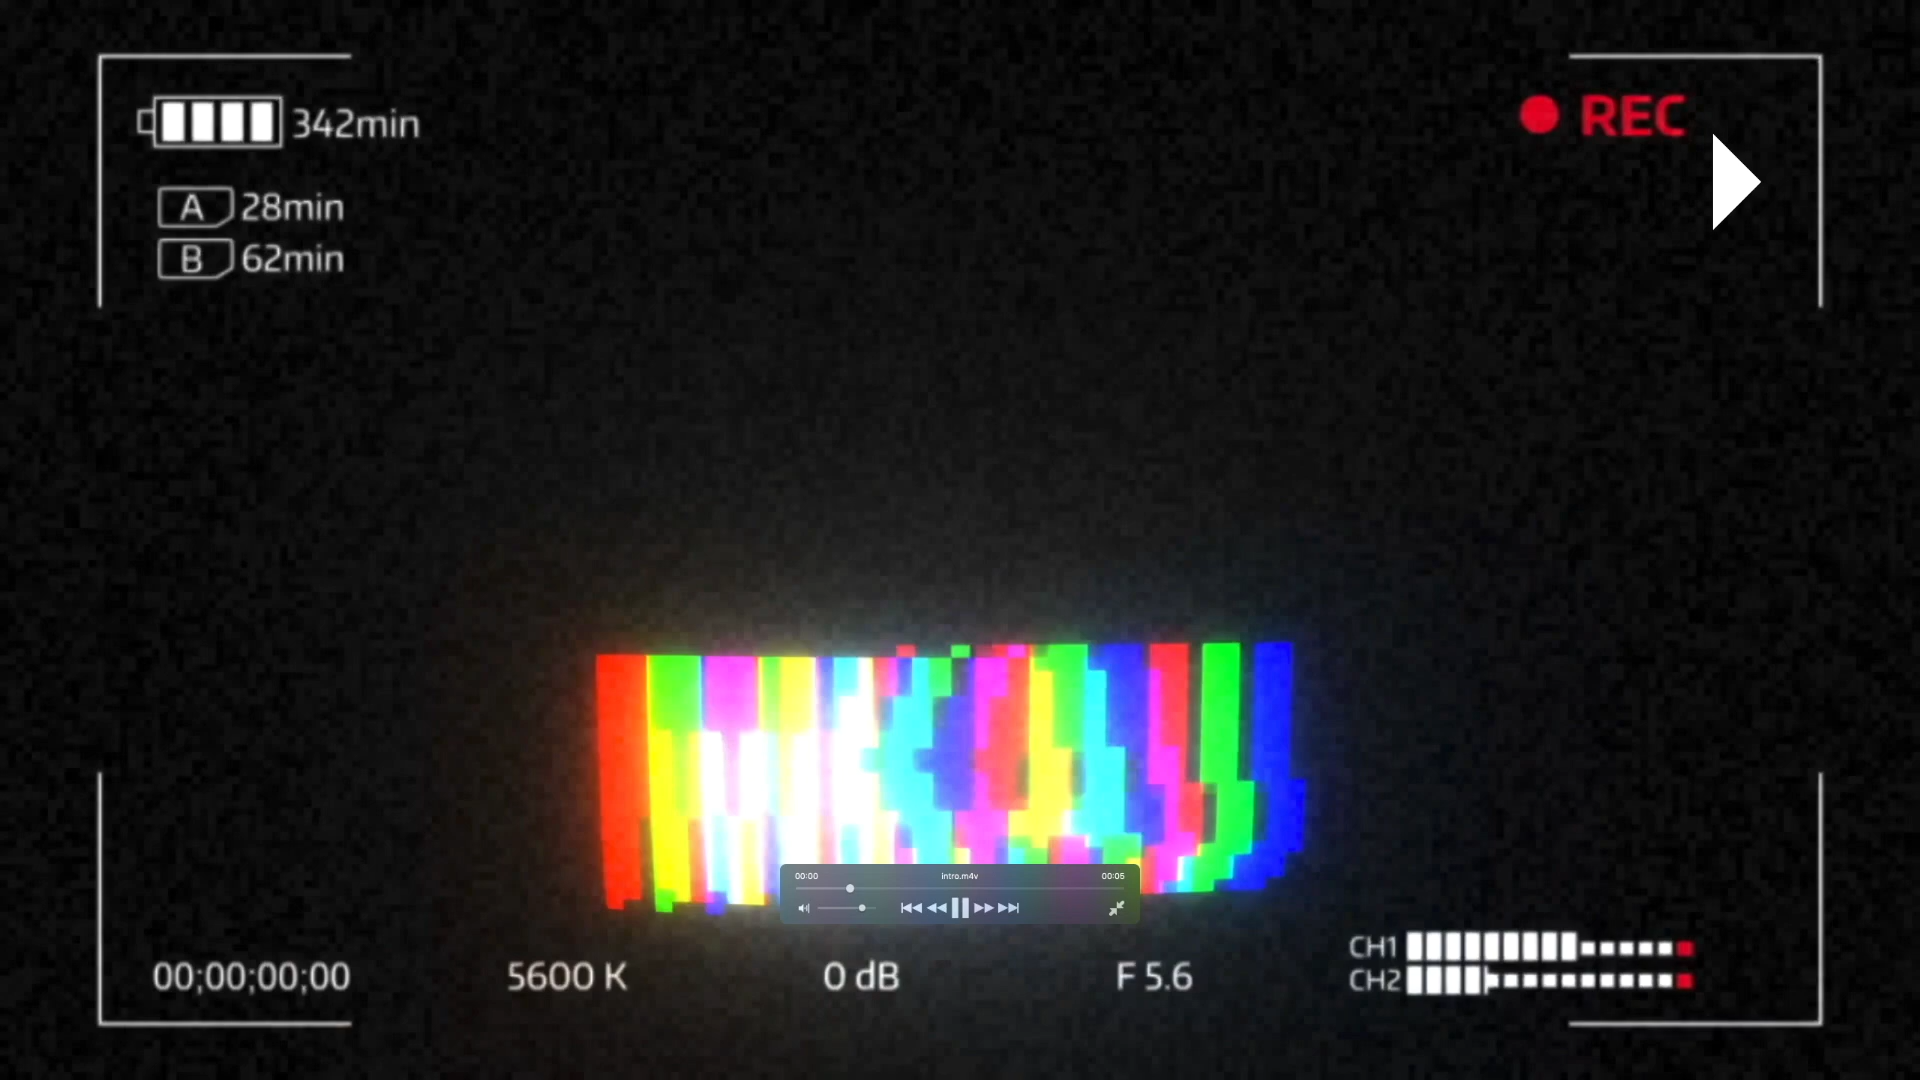 342min
REC
A 28min
B 62min
00:00 intro.m4v 00:05
00;00;00;00 5600 K 0 dB F 5.6
CH1
CH2